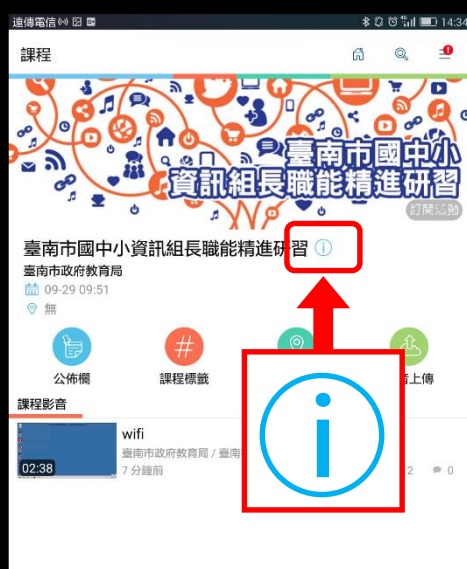 遠傳電信
14:34
課程
臺南市國中小
資訊組長職能精進研習
訂閱活動
臺南市國中小資訊組長職能精進研習 i
臺南市政府教育局
09-29 09:51
無
公佈欄
# 課程標籤
上傳
課程影音
wifi
臺南市政府教育局 / 臺南
02:38
7 分鐘前
2
0
i